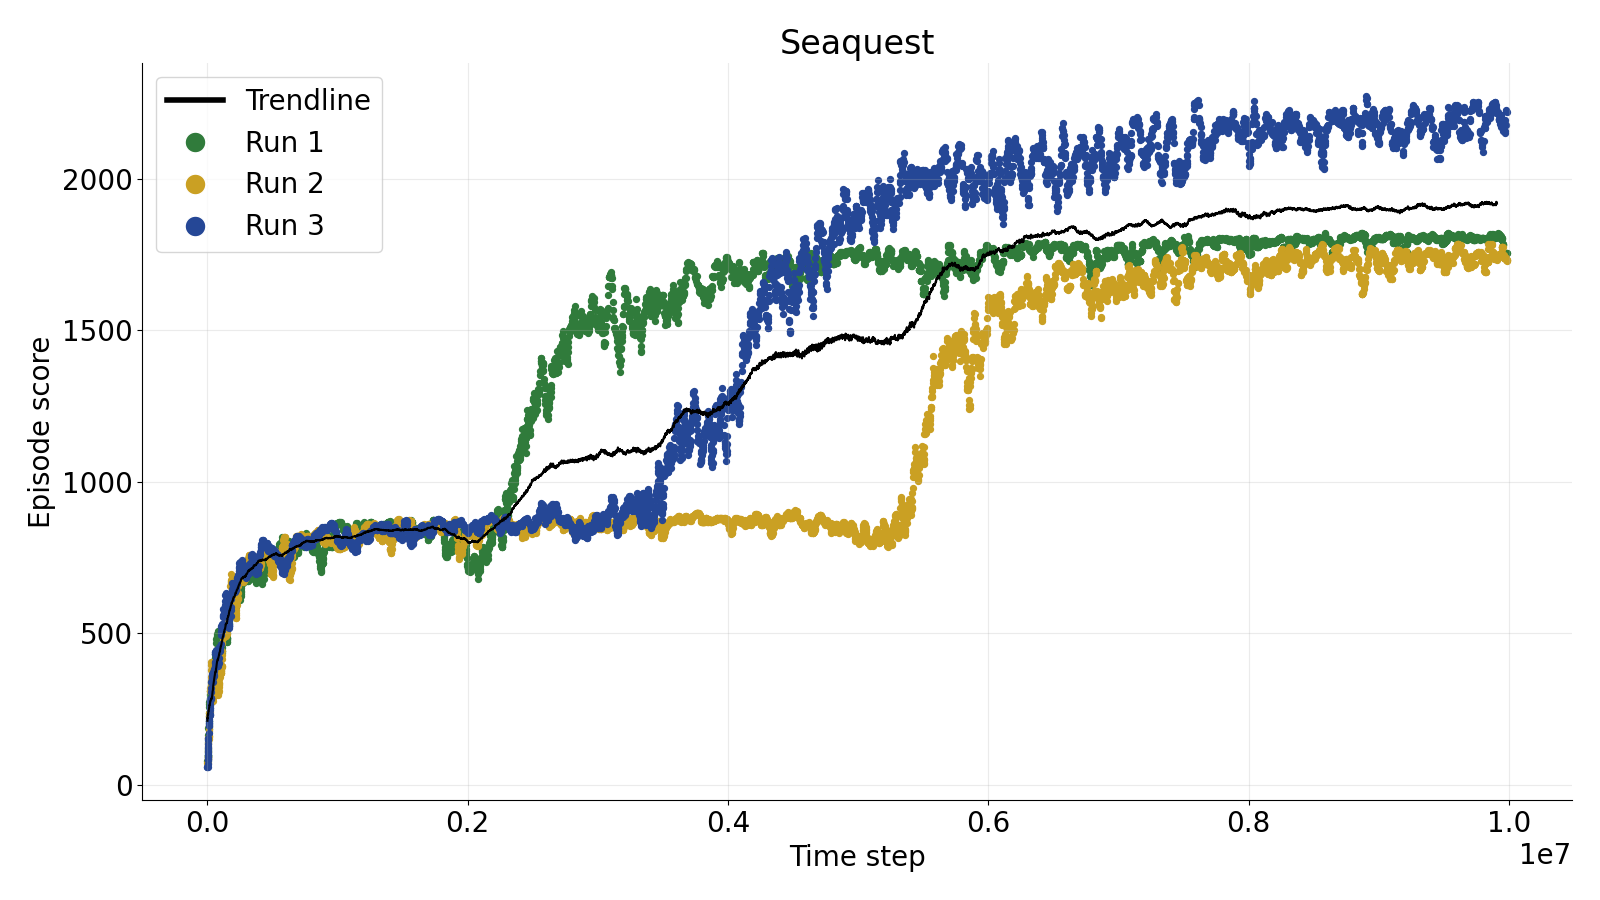 Seaquest
Trendline
Run 1
Run 2
Run 3
Episode score
2000
1500
1000
500
0
0.0 0.2 0.4 0.6 0.8 1.0
1e7
Time step